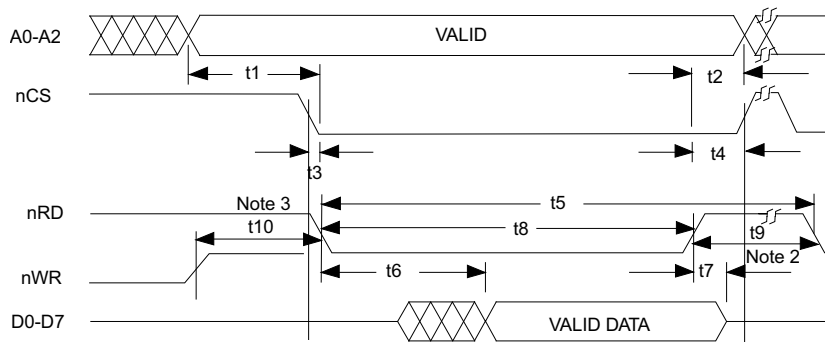 A0-A2
VALID
t1
t2
nCS
t3
t4
Note 3
t5
nRD
t10
t8
t9
t6
t7
Note 2
nWR
D0-D7
VALID DATA